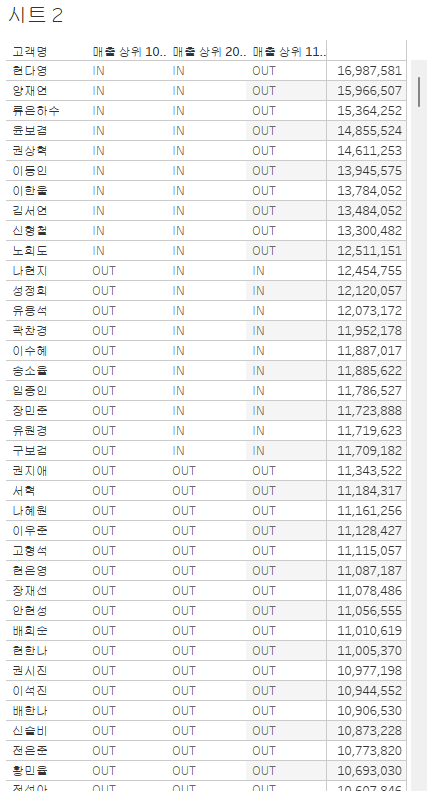 시트 2
고객명 매출 상위 10.. 매출 상위 20.. 매출 상위 11..
현다영 IN IN OUT 16,987,581
양재연 IN IN OUT 15,966,507
류은하수 IN IN OUT 15,364,252
윤보겸 IN IN OUT 14,855,524
권상혁 IN IN OUT 14,611,253
이동인 IN IN OUT 13,945,575
이한울 IN IN OUT 13,784,052
김서연 IN IN OUT 13,484,052
신형철 IN IN OUT 13,300,482
노희도 IN IN OUT 12,511,151
나현지 OUT IN IN 12,454,755
성정희 OUT IN IN 12,120,057
유응석 OUT IN IN 12,073,172
곽찬경 OUT IN IN 11,952,178
이수혜 OUT IN IN 11,887,017
송소율 OUT IN IN 11,885,622
임종인 OUT IN IN 11,786,527
장민준 OUT IN IN 11,723,888
유원경 OUT IN IN 11,719,623
구보검 OUT IN IN 11,709,182
권지애 OUT OUT OUT 11,343,522
서혁 OUT OUT OUT 11,184,317
나혜원 OUT OUT OUT 11,161,256
이우준 OUT OUT OUT 11,128,427
고형석 OUT OUT OUT 11,115,057
현은영 OUT OUT OUT 11,087,187
장재선 OUT OUT OUT 11,078,486
안현성 OUT OUT OUT 11,056,555
배희순 OUT OUT OUT 11,010,619
현한나 OUT OUT OUT 11,005,370
권시진 OUT OUT OUT 10,977,198
이석진 OUT OUT OUT 10,944,552
배한나 OUT OUT OUT 10,906,530
신슬비 OUT OUT OUT 10,873,228
전은준 OUT OUT OUT 10,773,820
황민율 OUT OUT OUT 10,693,030
OUT OUT OUT 10,607,846